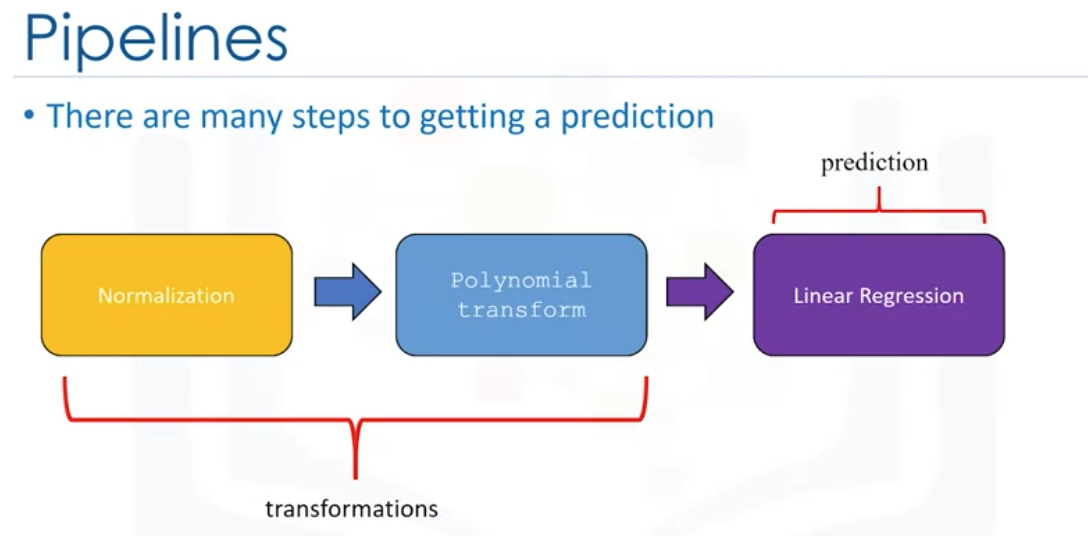 Pipelines
• There are many steps to getting a prediction
prediction
Normalization
Polynomial
transform
Linear Regression
transformations